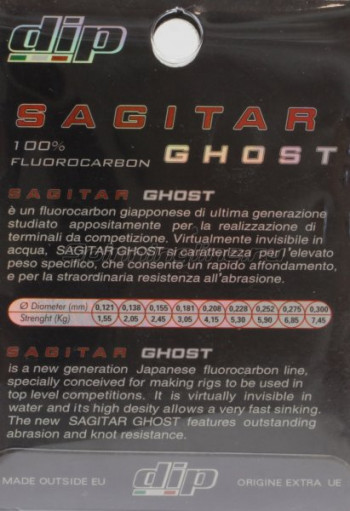 dip
SAGITAR
100%
FLUOROCARBON
GHOST
SAGITAR GHOST
è un fluorocarbon giapponese di ultima generazione
studiato appositamente per la realizzazione di
terminali da competizione. Virtualmente invisibile in
acqua, SAGITAR GHOST si caratterizza per l'elevato
peso specifico, che consente un rapido affondamento,
e per la straordinaria resistenza all'abrasione.
Ø Diameter (mm) 0,121 0,138 0,155 0,181 0,208 0,228 0,252 0,275 0,300
Strenght (Kg) 1,55 2,05 2,45 3,05 4,15 5,30 5,90 6,85 7,45
SAGITAR GHOST
is a new generation Japanese fluorocarbon line,
specially conceived for making rigs to be used in
top level competitions. It is virtually invisible in
water and its high desity allows a very fast sinking.
The new SAGITAR GHOST features outstanding
abrasion and knot resistance.
MADE OUTSIDE EU dip ORIGINE EXTRA UE